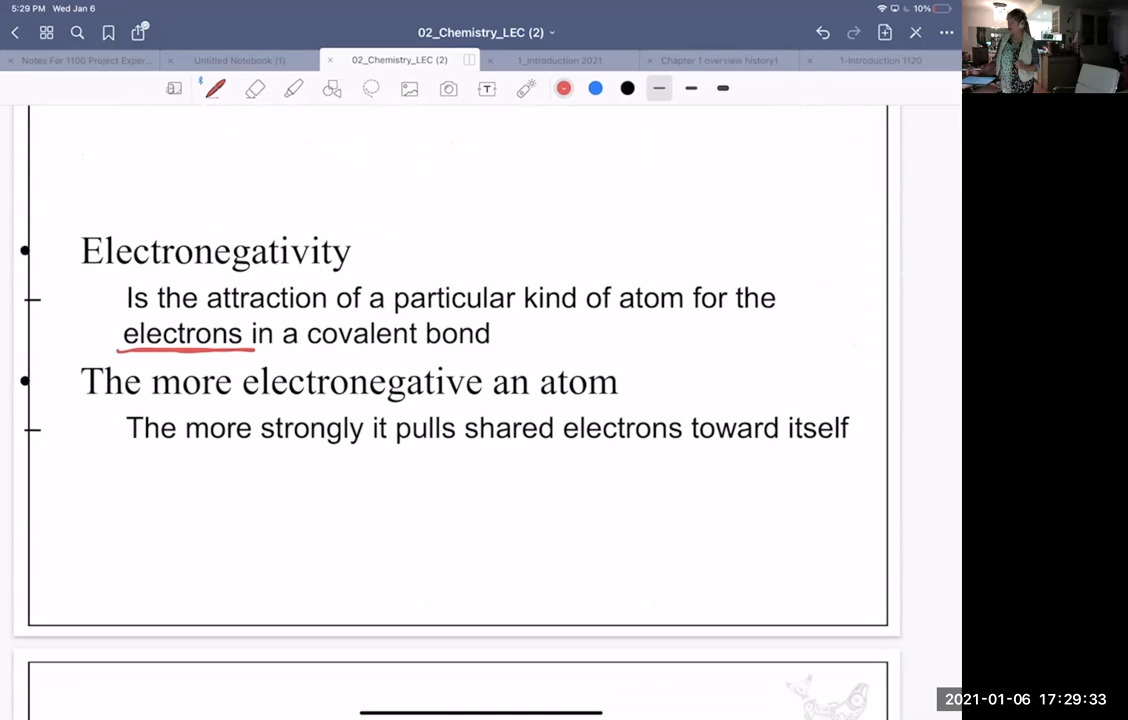 5:29 PM Wed Jan 6
10%
02_Chemistry_LEC (2)
Notes For 1100 Project Exper...
Untitled Notebook (1)
02_Chemistry_LEC (2)
1_Introduction 2021
Chapter 1 overview history1
1-Introduction 1120
T
• Electronegativity
– Is the attraction of a particular kind of atom for the
electrons in a covalent bond
• The more electronegative an atom
– The more strongly it pulls shared electrons toward itself
2021-01-06 17:29:33